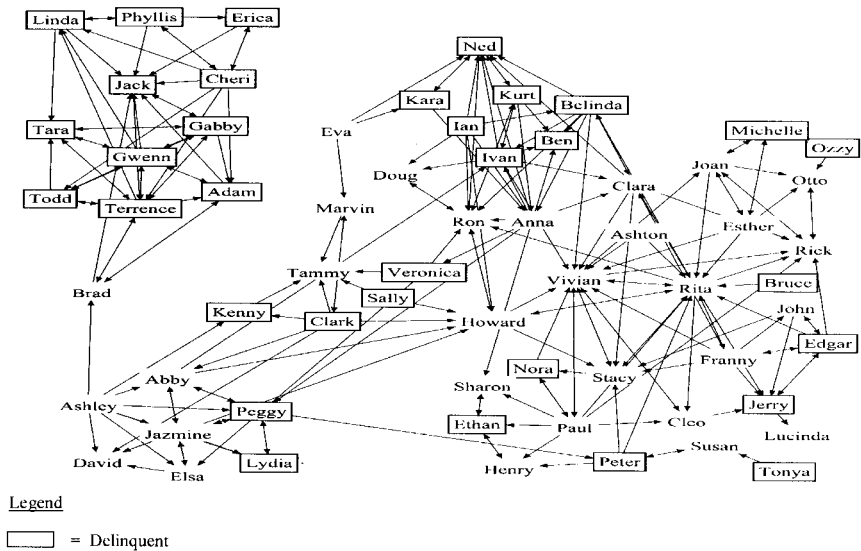 Linda
Phyllis
Erica
Ned
Jack
Cheri
Kara
Kurt
Belinda
Tara
Gabby
Eva
Ian
Ben
Michelle
Ozzy
Gwenn
Ivan
Joan
Doug
Clara
Otto
Todd
Terrence
Adam
Marvin
Ron
Anna
Ashton
Esther
Rick
Brad
Tammy
Veronica
Vivian
Rita
Bruce
Sally
Kenny
Clark
Howard
John
Edgar
Franny
Abby
Nora
Stacy
Sharon
Ashley
Peggy
Jerry
Jazmine
Ethan
Paul
Cleo
Lucinda
David
Elsa
Lydia
Henry
Peter
Susan
Tonya
Legend
= Delinquent